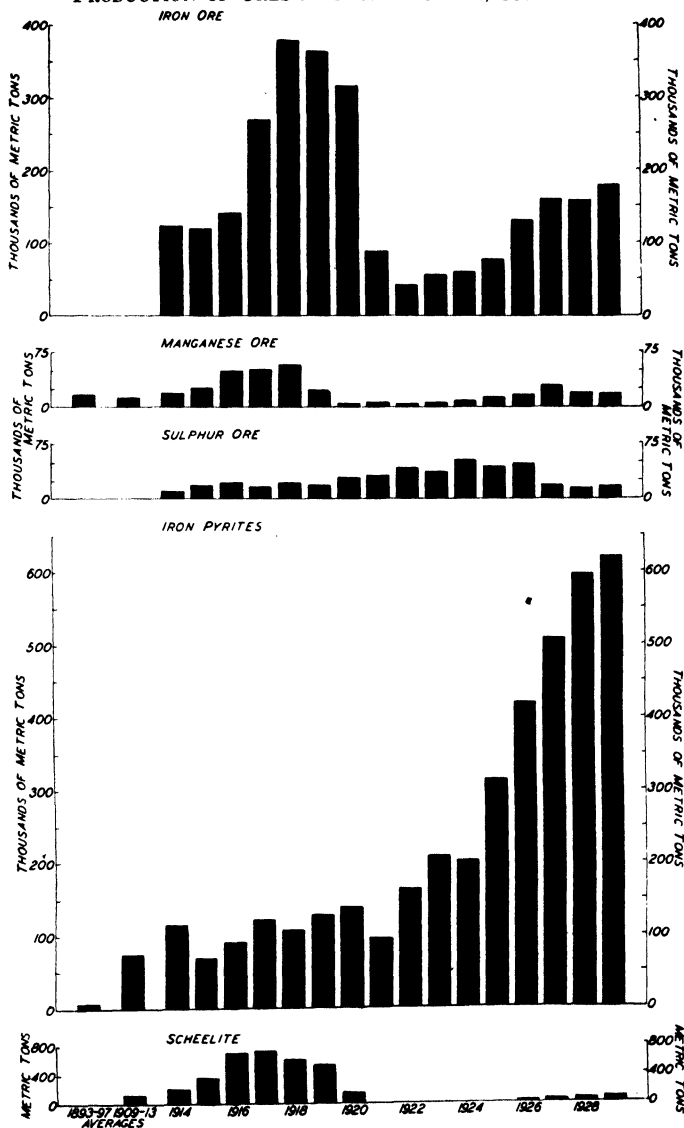 IRON ORE
400
300
200
100
0
THOUSANDS OF METRIC TONS
400
300
200
100
0
THOUSANDS OF METRIC TONS
MANGANESE ORE
75
0
75
0
SULPHUR ORE
75
0
75
0
THOUSANDS OF
METRIC TONS
THOUSANDS OF
METRIC TONS
IRON PYRITES
600
500
400
300
200
100
0
THOUSANDS OF METRIC TONS
600
500
400
300
200
100
0
THOUSANDS OF METRIC TONS
SCHEELITE
800
400
0
METRIC TONS
800
400
0
METRIC TONS
1893-97 1909-13 1914 1916 1918 1920 1922 1924 1926 1928
AVERAGES